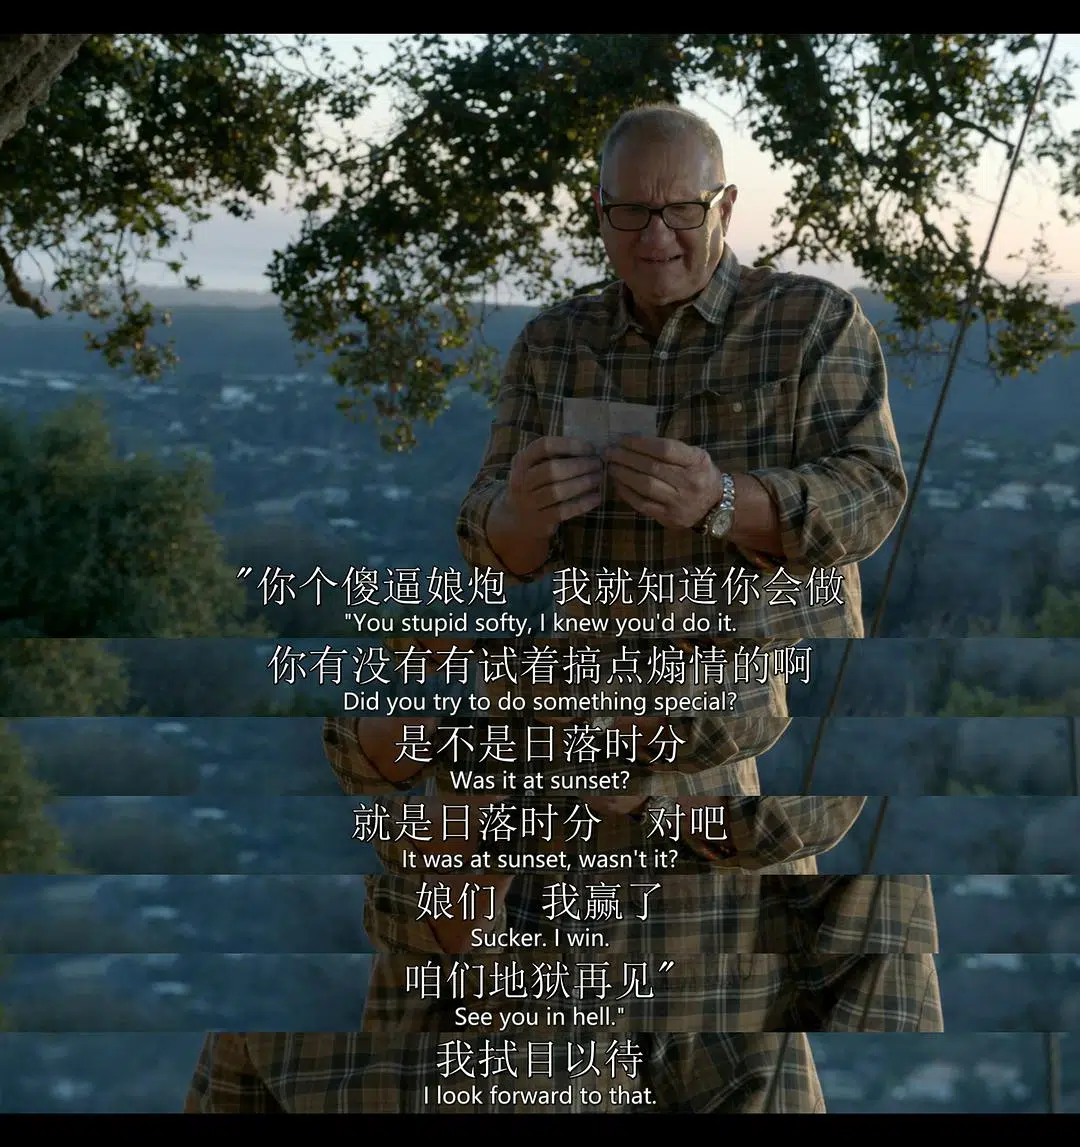 "你个傻逼娘炮 我就知道你会做
"You stupid softy, I knew you'd do it.
你有没有有试着搞点煽情的啊
Did you try to do something special?
是不是日落时分
Was it at sunset?
就是日落时分 对吧
It was at sunset, wasn't it?
娘们 我赢了
Sucker. I win.
咱们地狱再见"
See you in hell."
我拭目以待
I look forward to that.